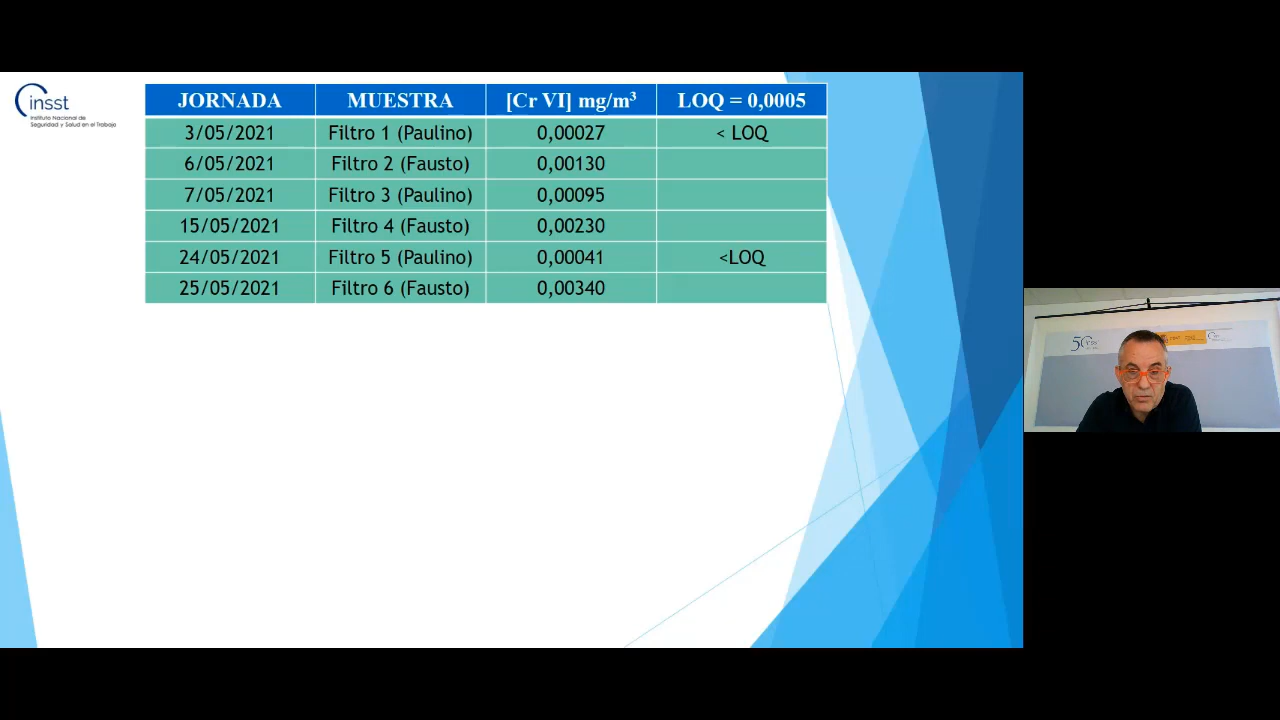 insst
Instituto Nacional de
Seguridad y Salud en el Trabajo
JORNADA MUESTRA [Cr VI] mg/m³ LOQ = 0,0005
3/05/2021 Filtro 1 (Paulino) 0,00027 < LOQ
6/05/2021 Filtro 2 (Fausto) 0,00130
7/05/2021 Filtro 3 (Paulino) 0,00095
15/05/2021 Filtro 4 (Fausto) 0,00230
24/05/2021 Filtro 5 (Paulino) 0,00041 <LOQ
25/05/2021 Filtro 6 (Fausto) 0,00340
50 insst